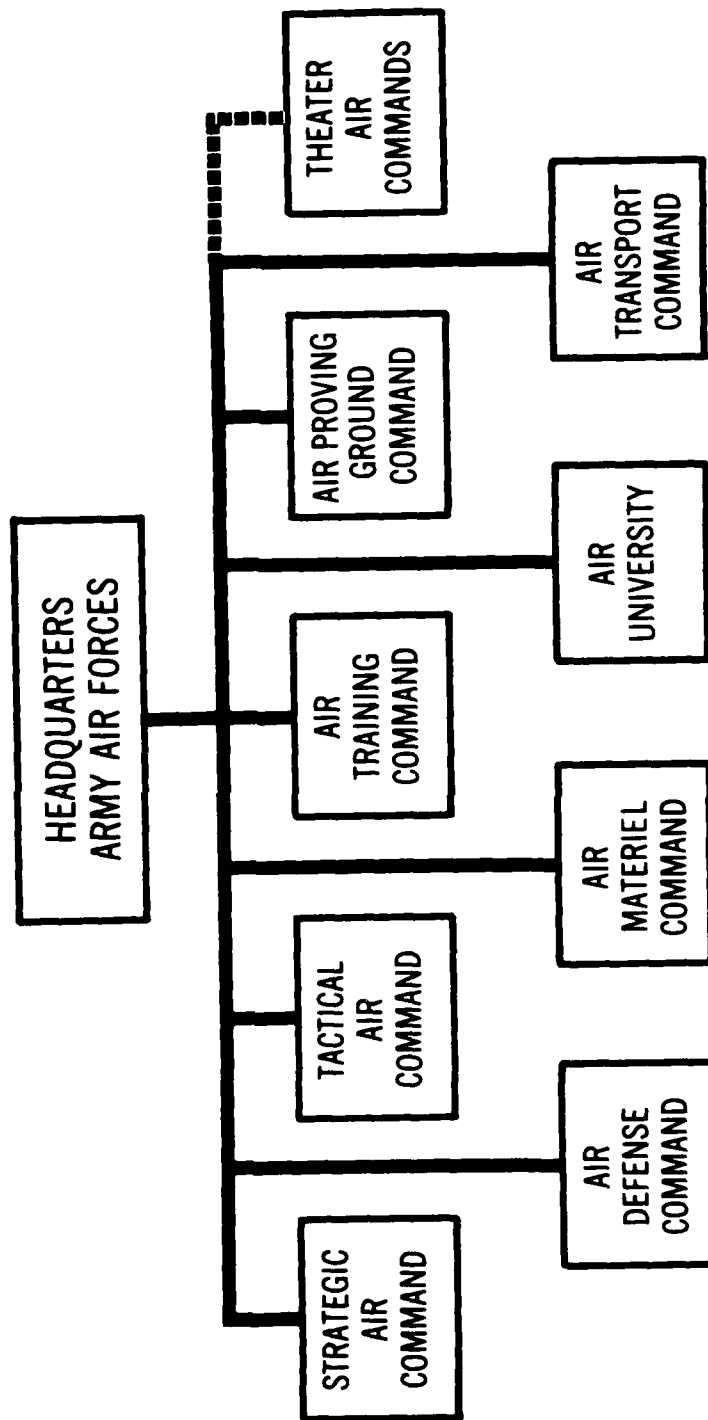 HEADQUARTERS
ARMY AIR FORCES
STRATEGIC
AIR
COMMAND
TACTICAL
AIR
COMMAND
AIR
TRAINING
COMMAND
AIR PROVING
GROUND
COMMAND
THEATER
AIR
COMMANDS
AIR
DEFENSE
COMMAND
AIR
MATERIEL
COMMAND
AIR
UNIVERSITY
AIR
TRANSPORT
COMMAND